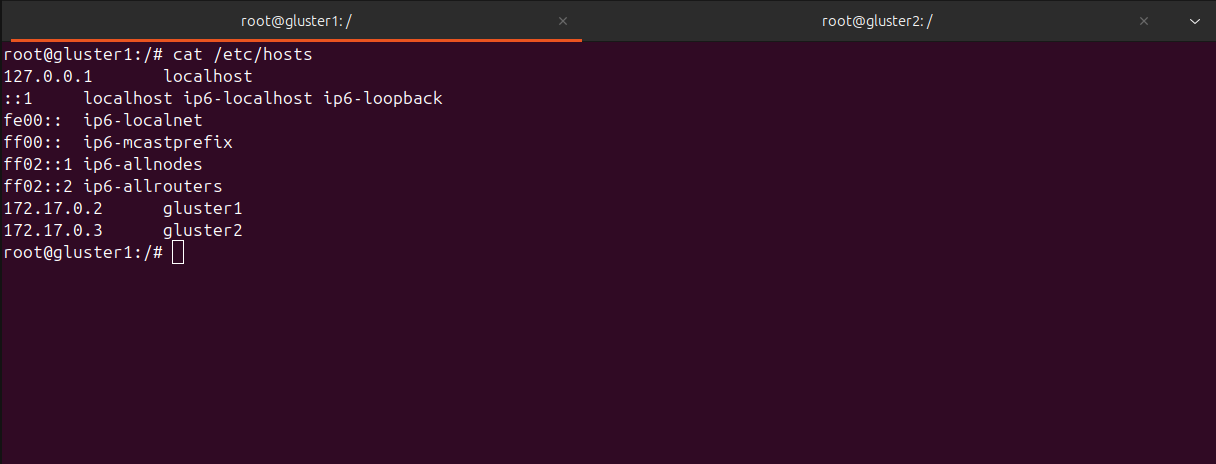 root@gluster1: /
root@gluster2: /
root@gluster1:/# cat /etc/hosts
127.0.0.1       localhost
::1     localhost ip6-localhost ip6-loopback
fe00::  ip6-localnet
ff00::  ip6-mcastprefix
ff02::1 ip6-allnodes
ff02::2 ip6-allrouters
172.17.0.2      gluster1
172.17.0.3      gluster2
root@gluster1:/#